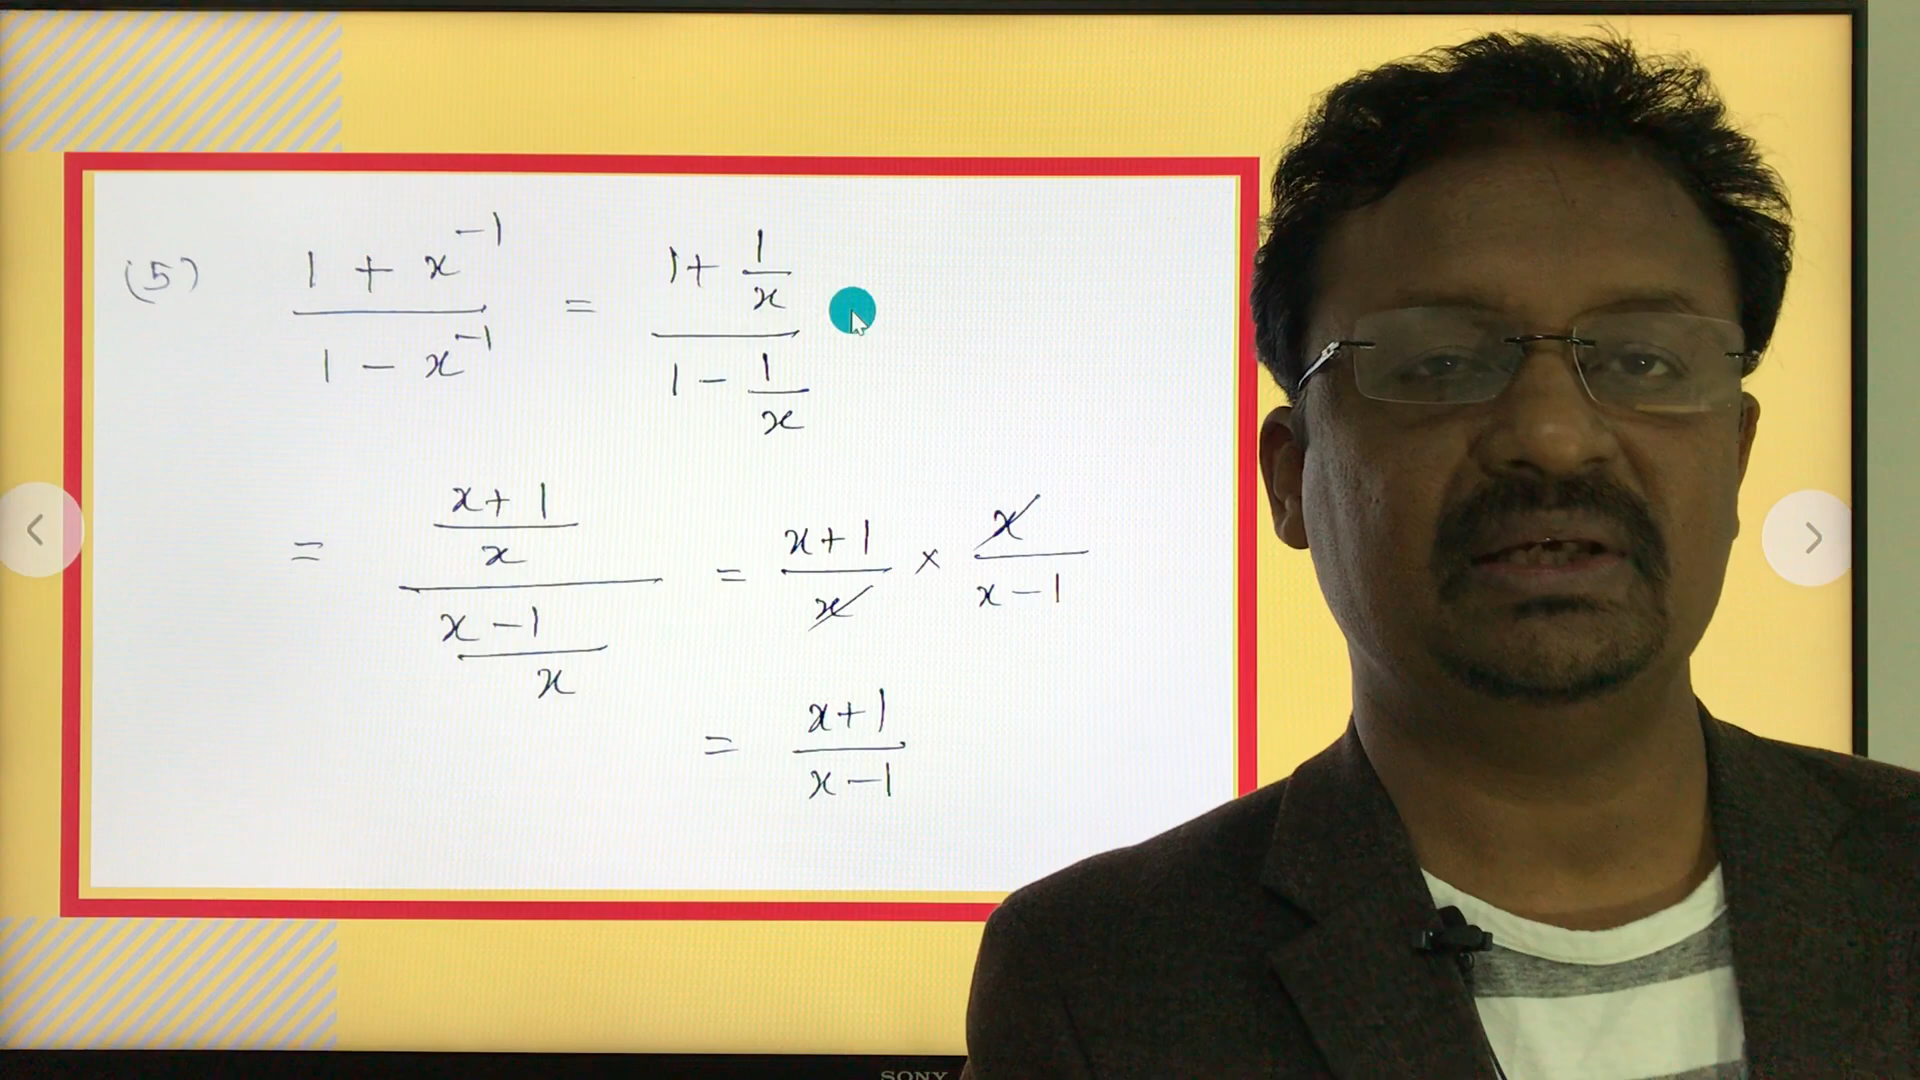 (5) (1 + x^-1)/(1 - x^-1) = (1 + 1/x)/(1 - 1/x)
= ((x+1)/x)/((x-1)/x) = (x+1)/x × x/(x-1)
= (x+1)/(x-1)
SONY